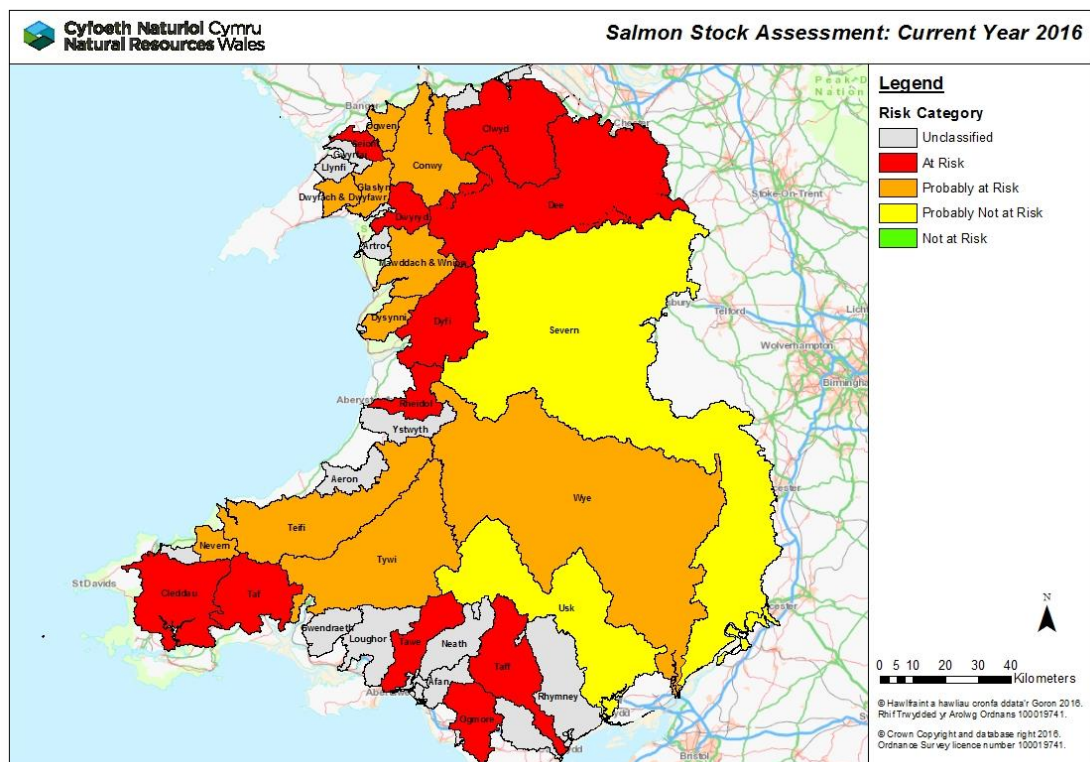 Cyfoeth Naturiol Cymru
Natural Resources Wales
Salmon Stock Assessment: Current Year 2016
Legend
Risk Category
Unclassified
At Risk
Probably at Risk
Probably Not at Risk
Not at Risk
Bangor
Ogwen
Clwyd
Chester
Seiont
Gwyrfai
Llynfi
Conwy
Glaslyn
Dwyfach & Dwyfawr
Dee
Stoke-On-Trent
Dwyryd
Artro
Mawddach & Wnion
Telford
Dysynni
Dyfi
Severn
Wolverhampton
Birmingham
Rheidol
Ystwyth
Aeron
Wye
Teifi
Nevern
Tywi
St Davids
Cleddau
Taf
Usk
Gwendraeth
Loughor
Tawe
Neath
Taff
Afan
Rhymney
Ogmore
Bristol
N
0 5 10 20 30 40
Kilometers
© Hawlfraint a hawliau cronfa ddata'r Goron 2016.
Rhif Trwydded yr Arolwg Ordnans 100019741.
© Crown Copyright and database right 2016.
Ordnance Survey licence number 100019741.